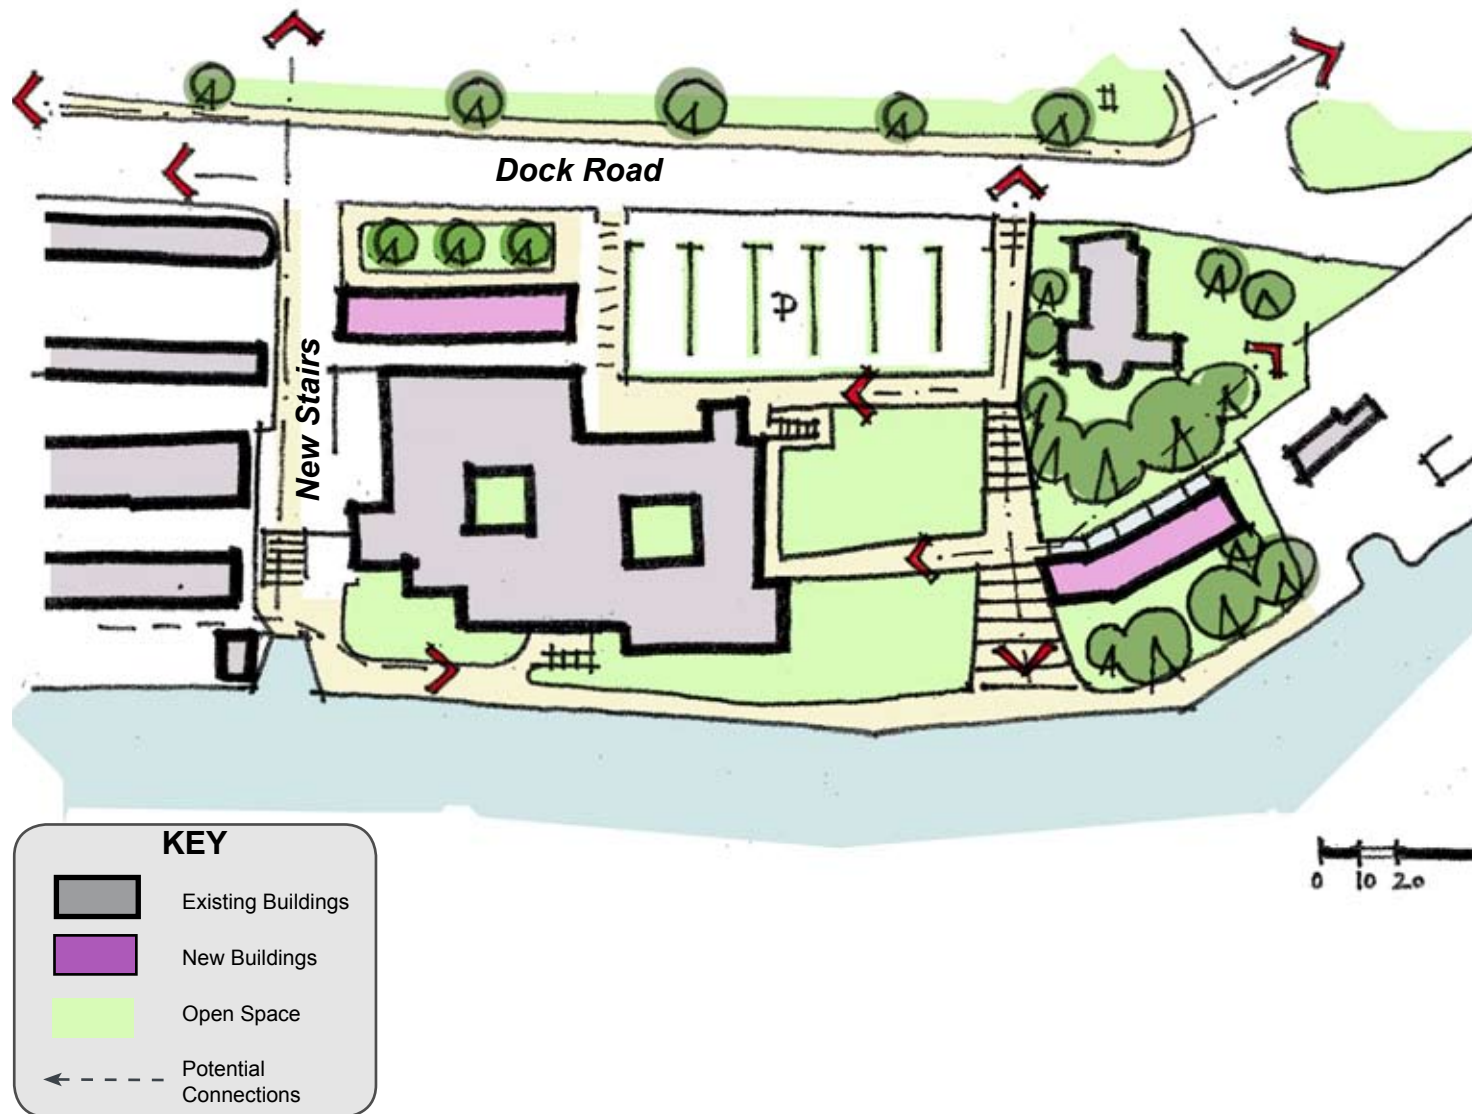 Dock Road
P
New Stairs
0 10 20
KEY
Existing Buildings
New Buildings
Open Space
Potential
Connections